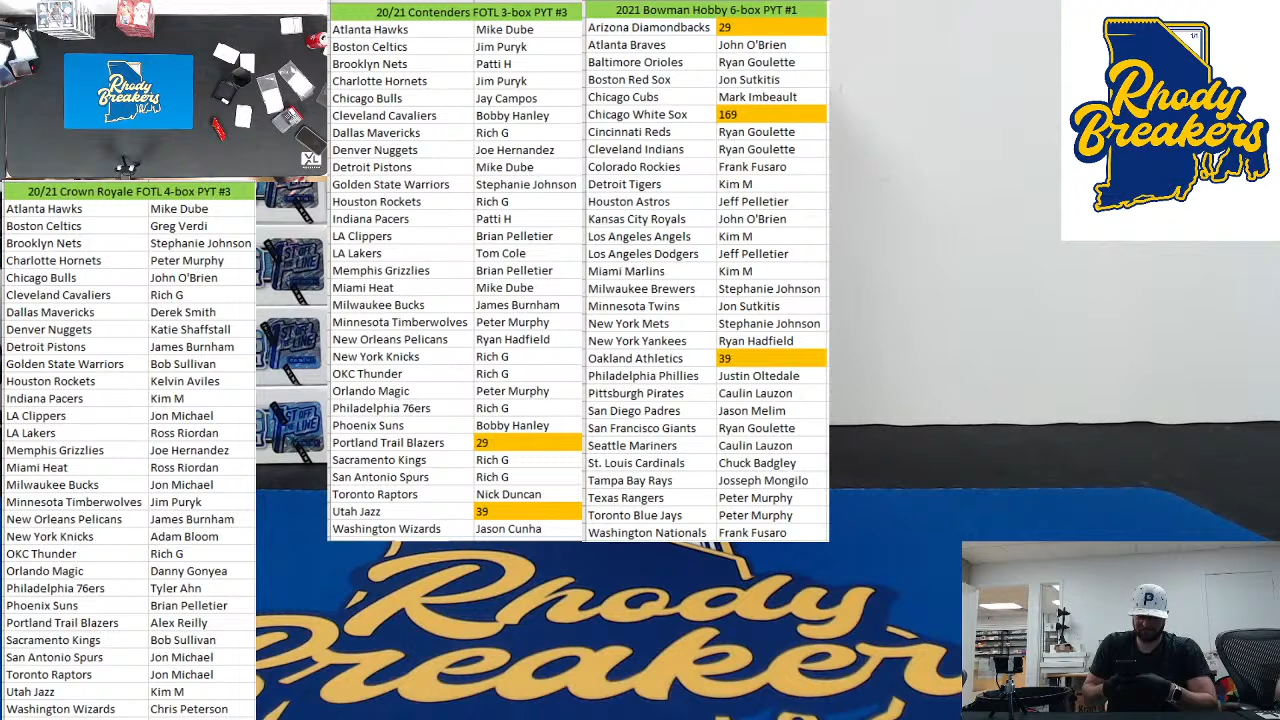 20/21 Contenders FOTL 3-box PYT #3
Atlanta Hawks Mike Dube
Boston Celtics Jim Puryk
Brooklyn Nets Patti H
Charlotte Hornets Jim Puryk
Chicago Bulls Jay Campos
Cleveland Cavaliers Bobby Hanley
Dallas Mavericks Rich G
Denver Nuggets Joe Hernandez
Detroit Pistons Mike Dube
Golden State Warriors Stephanie Johnson
Houston Rockets Rich G
Indiana Pacers Patti H
LA Clippers Brian Pelletier
LA Lakers Tom Cole
Memphis Grizzlies Brian Pelletier
Miami Heat Mike Dube
Milwaukee Bucks James Burnham
Minnesota Timberwolves Peter Murphy
New Orleans Pelicans Ryan Hadfield
New York Knicks Rich G
OKC Thunder Rich G
Orlando Magic Peter Murphy
Philadelphia 76ers Rich G
Phoenix Suns Bobby Hanley
Portland Trail Blazers 29
Sacramento Kings Rich G
San Antonio Spurs Rich G
Toronto Raptors Nick Duncan
Utah Jazz 39
Washington Wizards Jason Cunha
2021 Bowman Hobby 6-box PYT #1
Arizona Diamondbacks 29
Atlanta Braves John O'Brien
Baltimore Orioles Ryan Goulette
Boston Red Sox Jon Sutkitis
Chicago Cubs Mark Imbeault
Chicago White Sox 169
Cincinnati Reds Ryan Goulette
Cleveland Indians Ryan Goulette
Colorado Rockies Frank Fusaro
Detroit Tigers Kim M
Houston Astros Jeff Pelletier
Kansas City Royals John O'Brien
Los Angeles Angels Kim M
Los Angeles Dodgers Jeff Pelletier
Miami Marlins Kim M
Milwaukee Brewers Stephanie Johnson
Minnesota Twins Jon Sutkitis
New York Mets Stephanie Johnson
New York Yankees Ryan Hadfield
Oakland Athletics 39
Philadelphia Phillies Justin Oltedale
Pittsburgh Pirates Caulin Lauzon
San Diego Padres Jason Melim
San Francisco Giants Ryan Goulette
Seattle Mariners Caulin Lauzon
St. Louis Cardinals Chuck Badgley
Tampa Bay Rays Josseph Mongilo
Texas Rangers Peter Murphy
Toronto Blue Jays Peter Murphy
Washington Nationals Frank Fusaro
20/21 Crown Royale FOTL 4-box PYT #3
Atlanta Hawks Mike Dube
Boston Celtics Greg Verdi
Brooklyn Nets Stephanie Johnson
Charlotte Hornets Peter Murphy
Chicago Bulls John O'Brien
Cleveland Cavaliers Rich G
Dallas Mavericks Derek Smith
Denver Nuggets Katie Shaffstall
Detroit Pistons James Burnham
Golden State Warriors Bob Sullivan
Houston Rockets Kelvin Aviles
Indiana Pacers Kim M
LA Clippers Jon Michael
LA Lakers Ross Riordan
Memphis Grizzlies Joe Hernandez
Miami Heat Ross Riordan
Milwaukee Bucks Jon Michael
Minnesota Timberwolves Jim Puryk
New Orleans Pelicans James Burnham
New York Knicks Adam Bloom
OKC Thunder Rich G
Orlando Magic Danny Gonyea
Philadelphia 76ers Tyler Ahn
Phoenix Suns Brian Pelletier
Portland Trail Blazers Alex Reilly
Sacramento Kings Bob Sullivan
San Antonio Spurs Jon Michael
Toronto Raptors Jon Michael
Utah Jazz Kim M
Washington Wizards Chris Peterson
Rhody
Breakers
1/1
Rhody
Breakers
XL
Rhody
Breaker
P